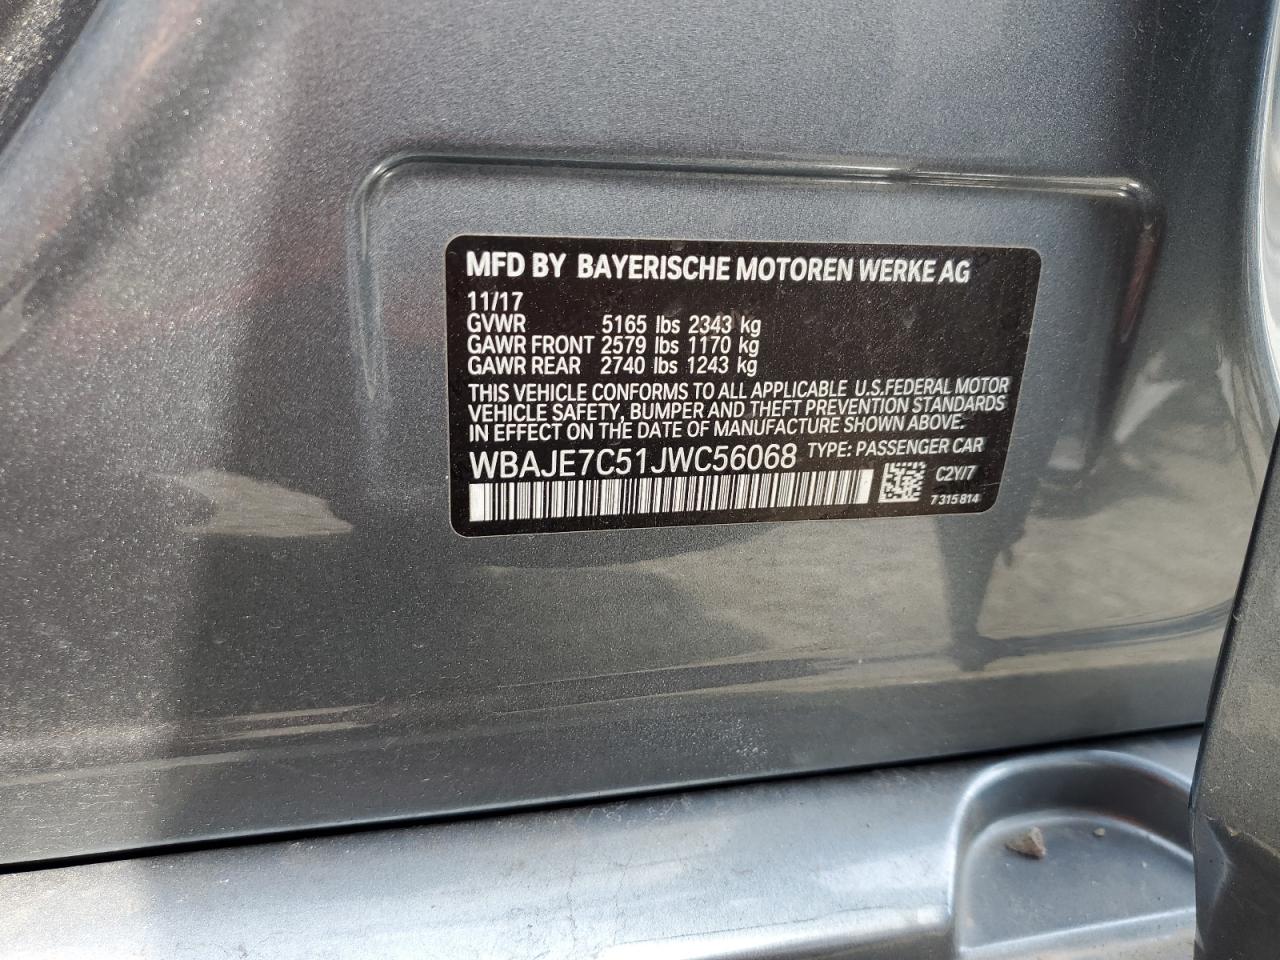 MFD BY BAYERISCHE MOTOREN WERKE AG
11/17
GVWR 5165 lbs 2343 kg
GAWR FRONT 2579 lbs 1170 kg
GAWR REAR 2740 lbs 1243 kg
THIS VEHICLE CONFORMS TO ALL APPLICABLE U.S.FEDERAL MOTOR
VEHICLE SAFETY, BUMPER AND THEFT PREVENTION STANDARDS
IN EFFECT ON THE DATE OF MANUFACTURE SHOWN ABOVE.
WBAJE7C51JWC56068 TYPE: PASSENGER CAR
C2Y/7
7 315 814